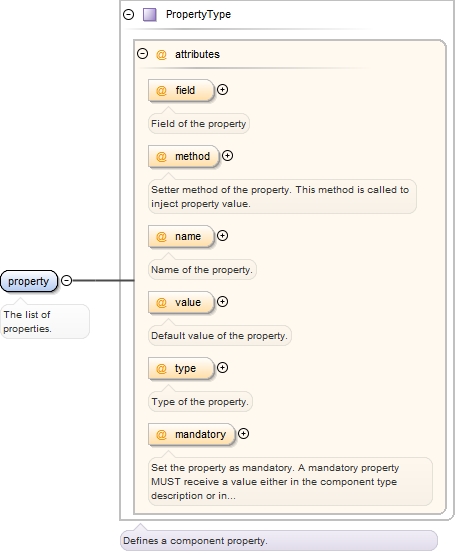 PropertyType
@ attributes
@ field
Field of the property
@ method
Setter method of the property. This method is called to
inject property value.
@ name
Name of the property.
property
The list of
properties.
@ value
Default value of the property.
@ type
Type of the property.
@ mandatory
Set the property as mandatory. A mandatory property
MUST receive a value either in the component type
description or in...
Defines a component property.